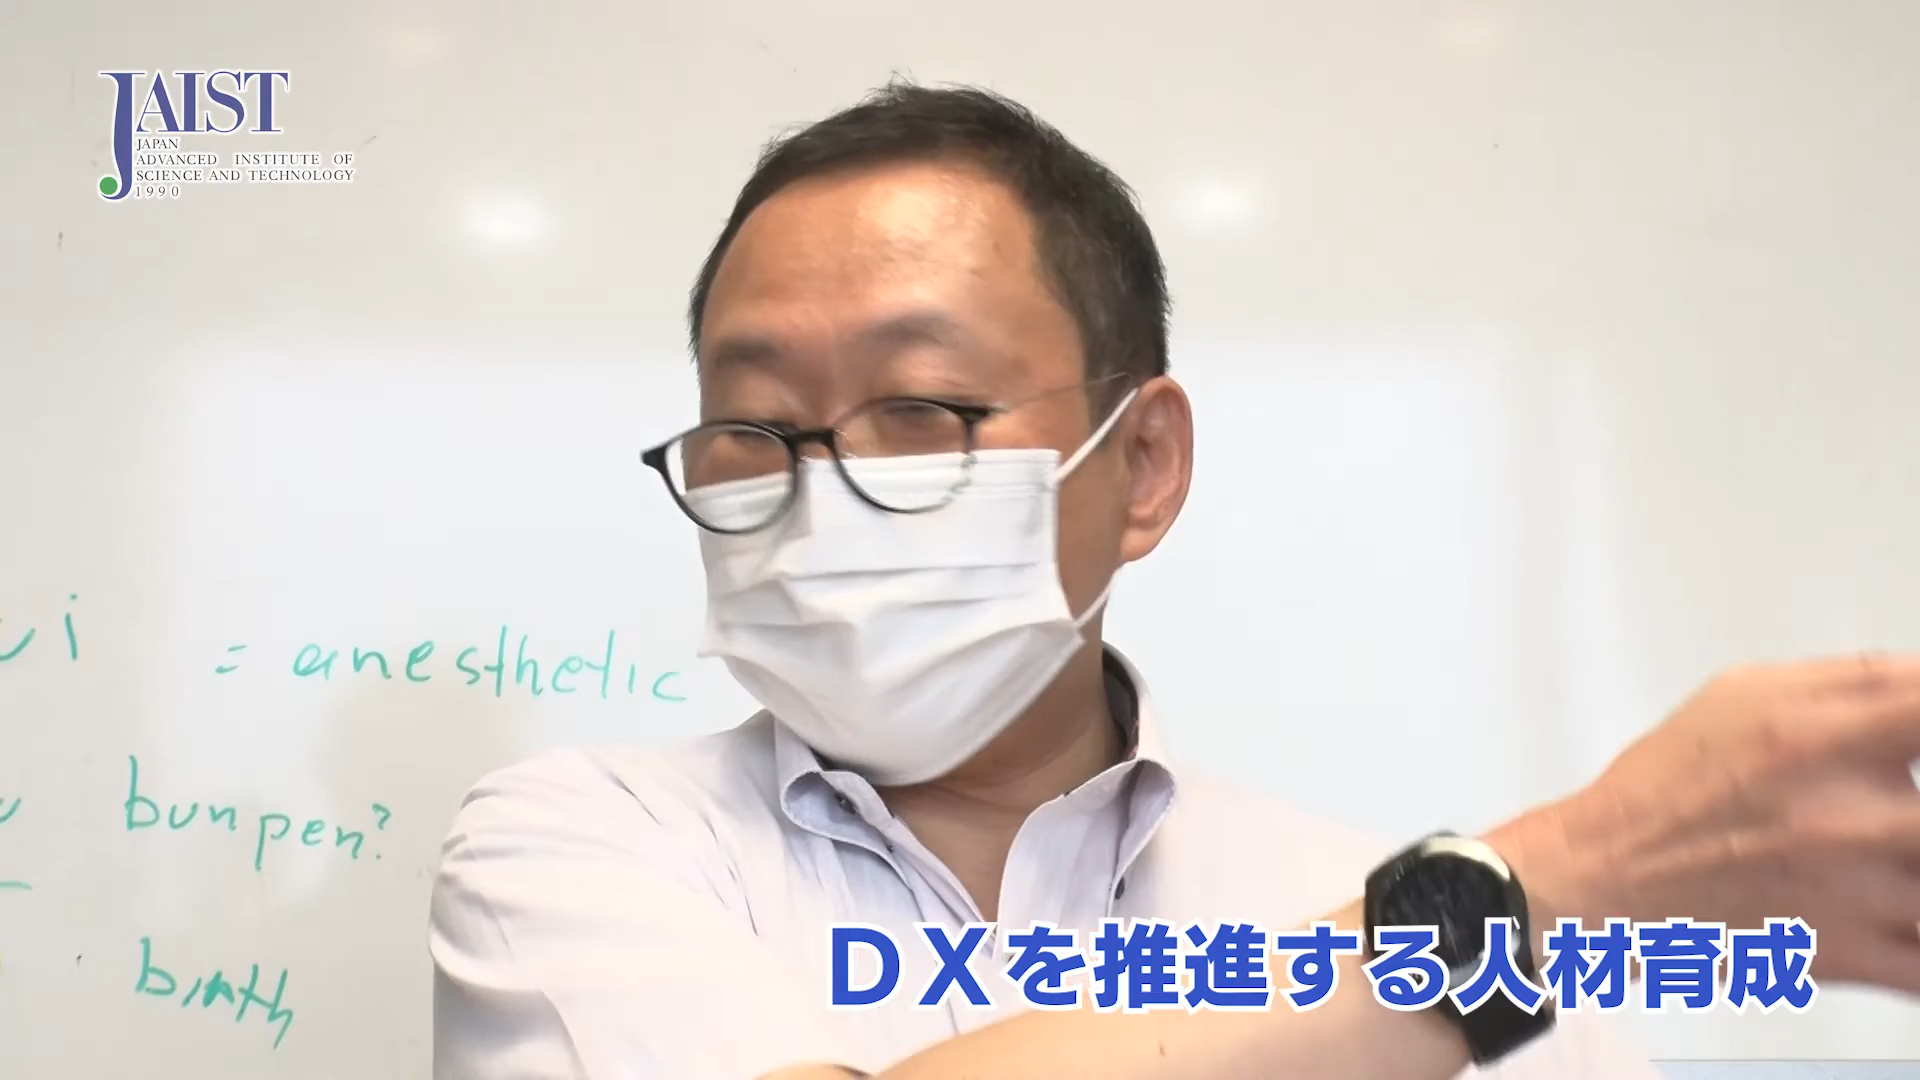 JAIST
JAPAN
ADVANCED INSTITUTE OF
SCIENCE AND TECHNOLOGY
1990
= anesthetic
bunpen?
birth
ＤＸを推進する人材育成